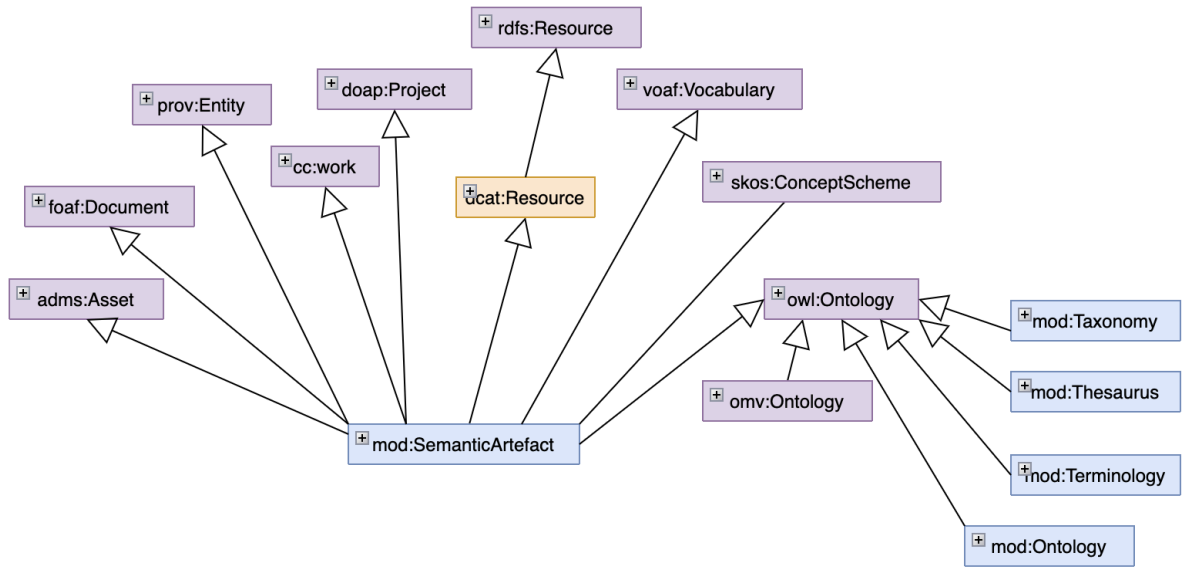 rdfs:Resource
doap:Project
voaf:Vocabulary
prov:Entity
cc:work
skos:ConceptScheme
dcat:Resource
foaf:Document
adms:Asset
owl:Ontology
mod:Taxonomy
mod:Thesaurus
omv:Ontology
mod:SemanticArtefact
mod:Terminology
mod:Ontology